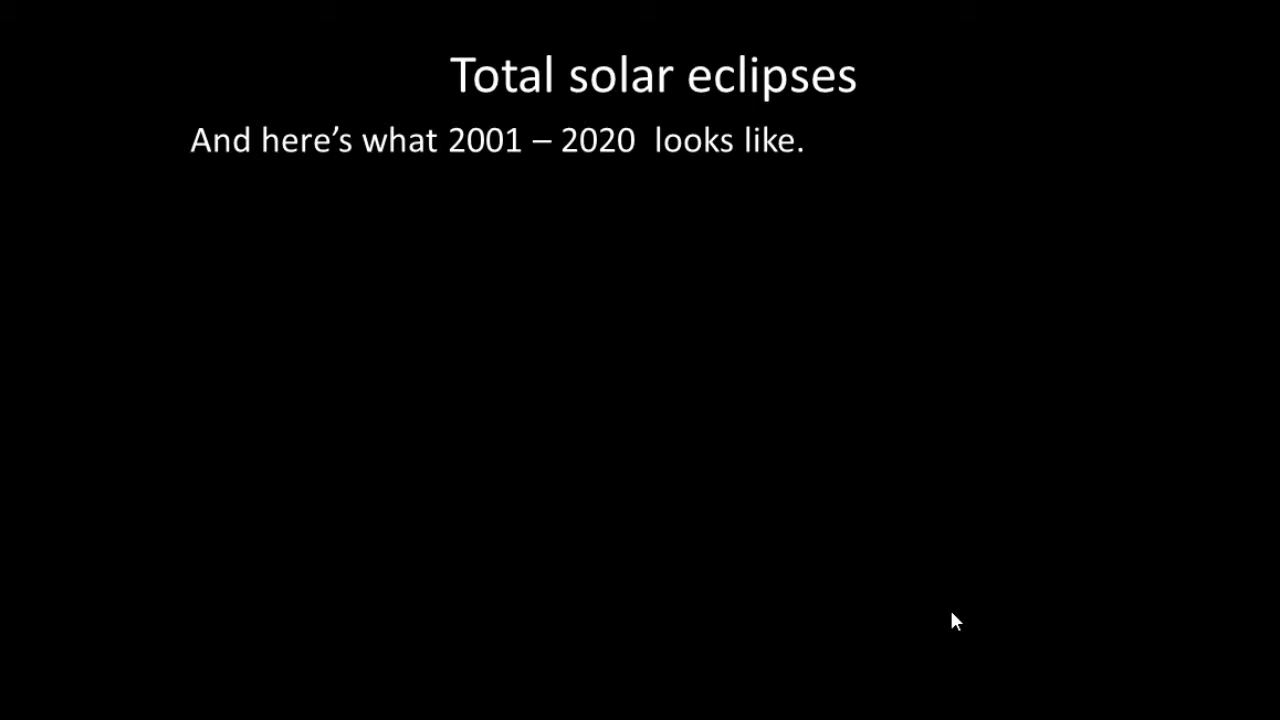 Total solar eclipses
And here’s what 2001 – 2020  looks like.